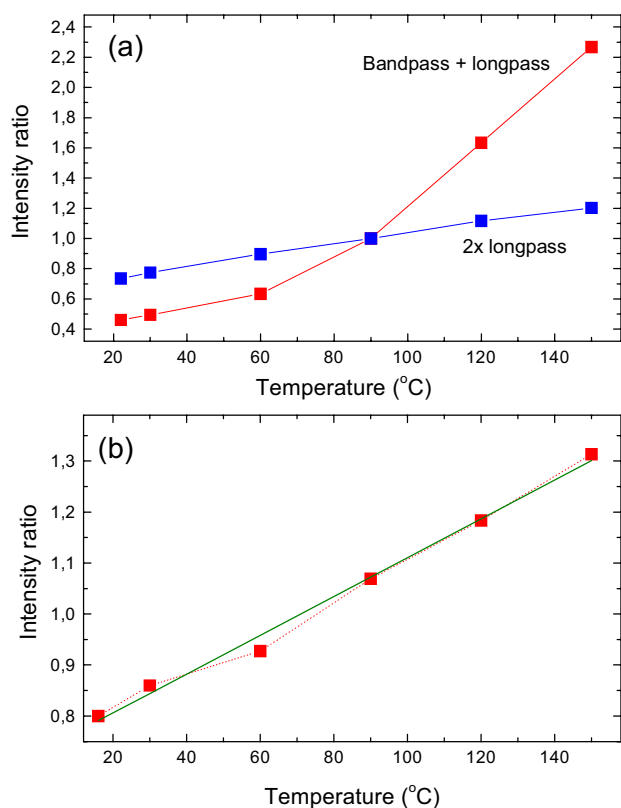 (a)
Bandpass + longpass
2x longpass
Intensity ratio
2,4
2,2
2,0
1,8
1,6
1,4
1,2
1,0
0,8
0,6
0,4
20 40 60 80 100 120 140
Temperature (°C)
(b)
Intensity ratio
1,3
1,2
1,1
1,0
0,9
0,8
20 40 60 80 100 120 140
Temperature (°C)